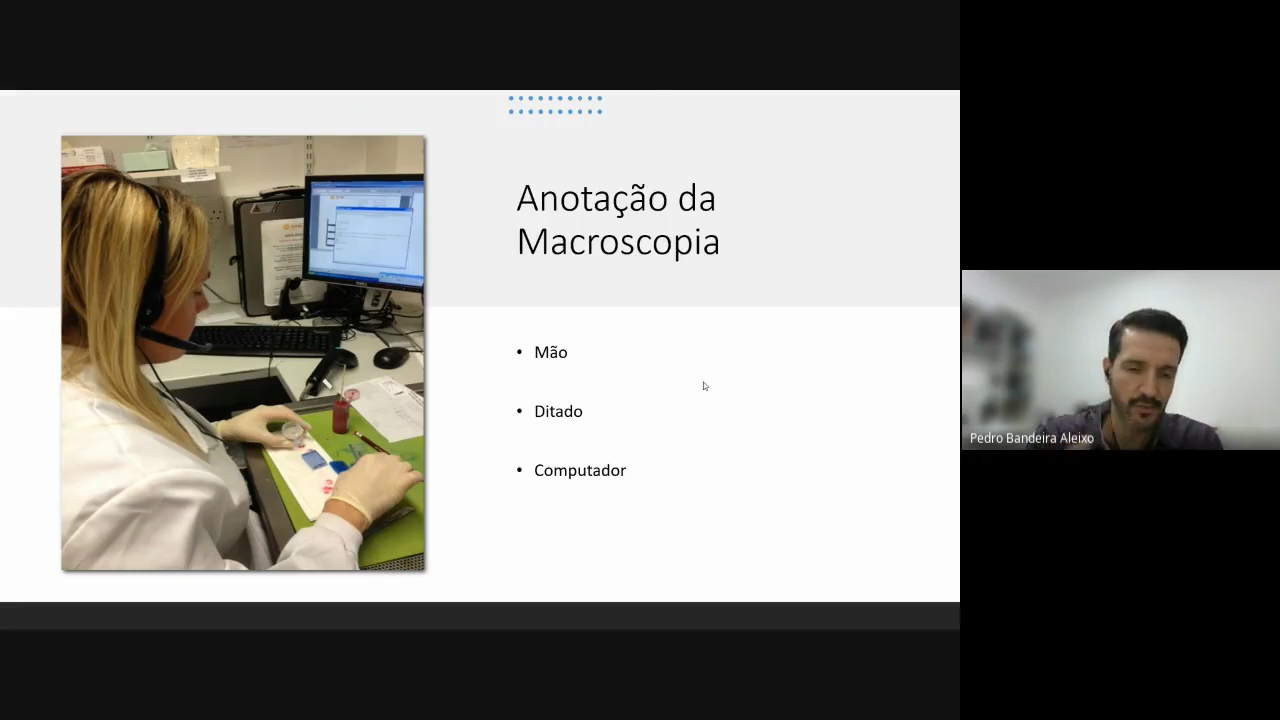 Anotação da
Macroscopia
• Mão
• Ditado
• Computador
Pedro Bandeira Aleixo